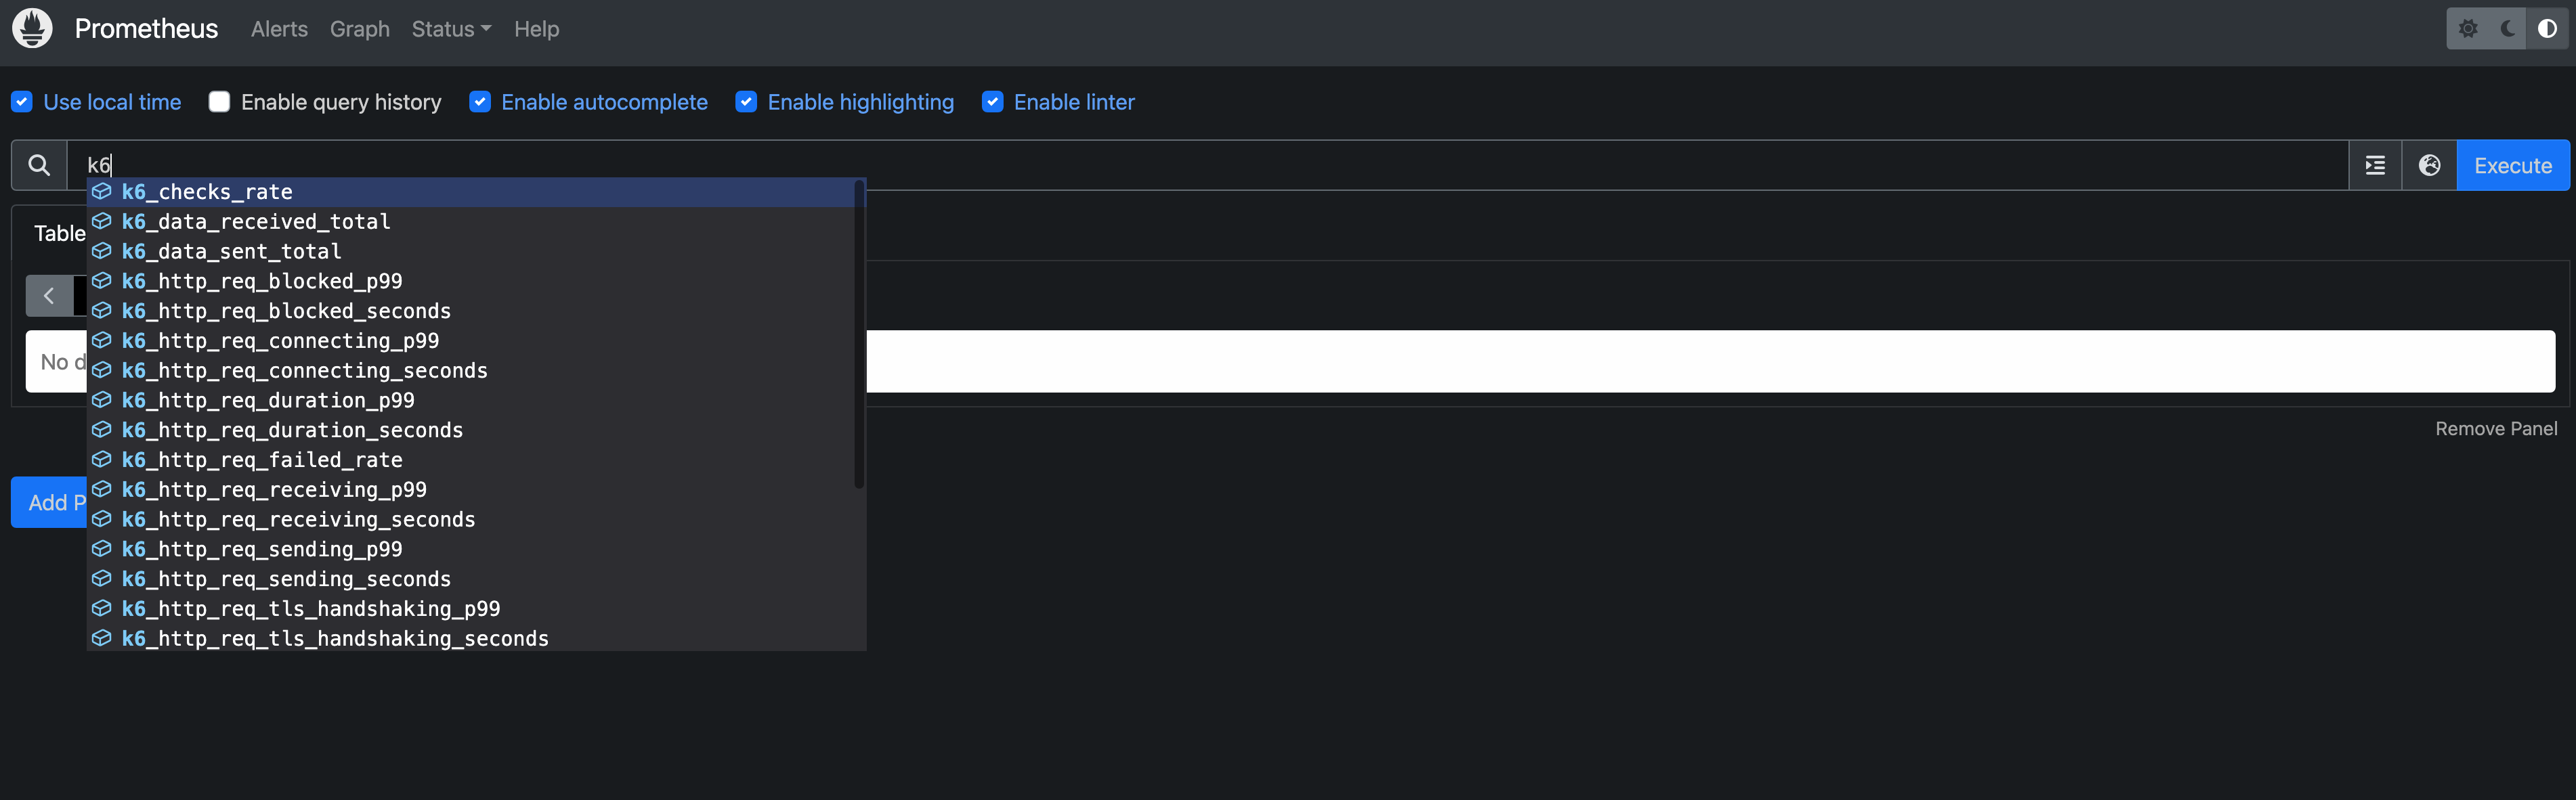 Prometheus Alerts Graph Status Help
Use local time Enable query history Enable autocomplete Enable highlighting Enable linter
k6 Execute
k6_checks_rate
k6_data_received_total
Table
k6_data_sent_total
k6_http_req_blocked_p99
k6_http_req_blocked_seconds
k6_http_req_connecting_p99
No d
k6_http_req_connecting_seconds
k6_http_req_duration_p99
k6_http_req_duration_seconds
Remove Panel
k6_http_req_failed_rate
k6_http_req_receiving_p99
Add P
k6_http_req_receiving_seconds
k6_http_req_sending_p99
k6_http_req_sending_seconds
k6_http_req_tls_handshaking_p99
k6_http_req_tls_handshaking_seconds